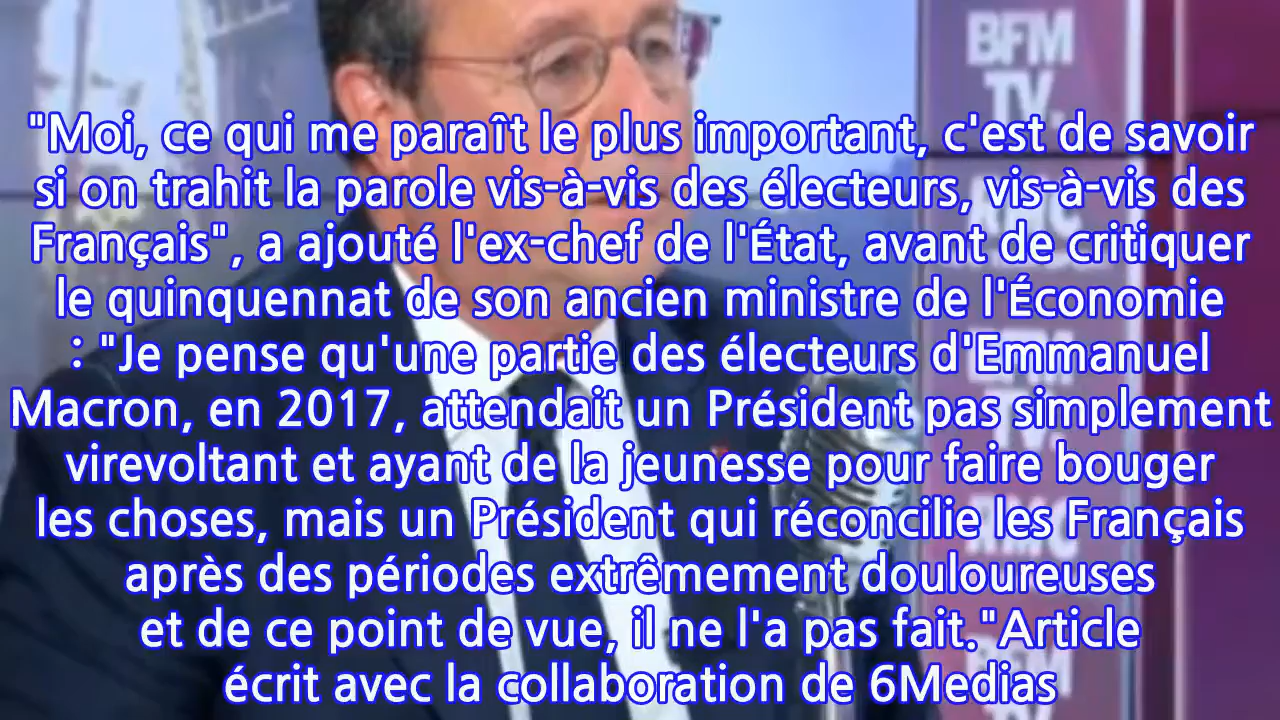 BFM
TV
"Moi, ce qui me paraît le plus important, c'est de savoir
si on trahit la parole vis-à-vis des électeurs, vis-à-vis des
Français" , a ajouté l'ex-chef de l'État, avant de critiquer
le quinquennat de son ancien ministre de l'Économie
: "Je pense qu'une partie des électeurs d'Emmanuel
Macron, en 2017, attendait un Président pas simplement
virevoltant et ayant de la jeunesse pour faire bouger
les choses, mais un Président qui réconcilie les Français
après des périodes extrêmement douloureuses
et de ce point de vue, il ne l'a pas fait."Article
écrit avec la collaboration de 6Medias